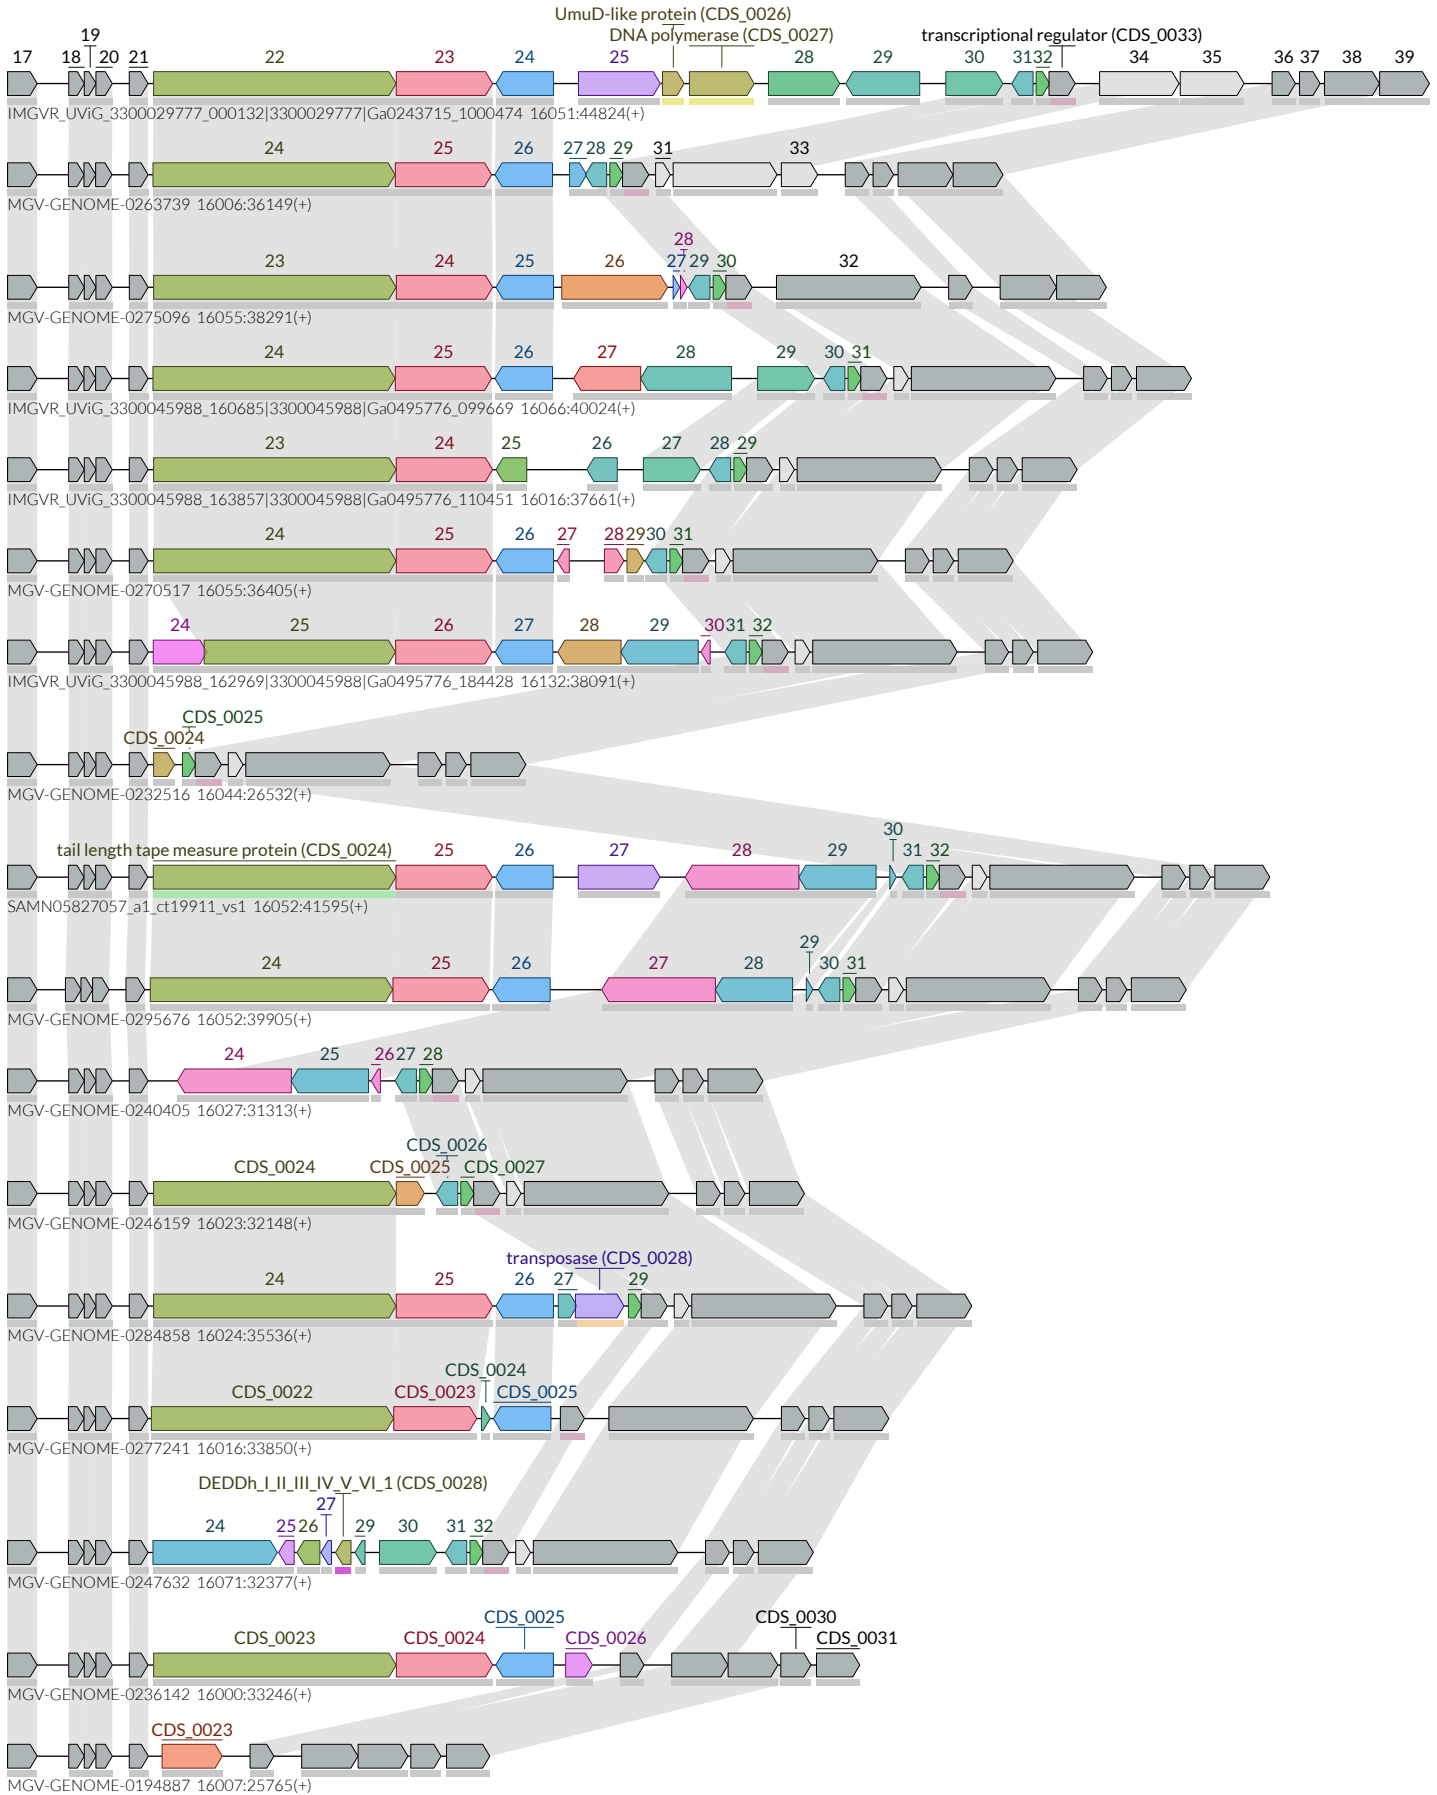 UmuD-like protein (CDS_0026)
19 DNA polymerase (CDS_0027) transcriptional regulator (CDS_0033)
17 18 20 21 22 23 24 25 28 29 30 31 32 34 35 36 37 38 39
IMGVR_UViG_3300029777_000132|3300029777|Ga0243715_1000474 16051:44824(+)
24 25 26 27 28 29 31 33
MGV-GENOME-0263739 16006:36149(+)
28
23 24 25 26 27 29 30 32
MGV-GENOME-0275096 16055:38291(+)
24 25 26 27 28 29 30 31
IMGVR_UViG_3300045988_160685|3300045988|Ga0495776_099669 16066:40024(+)
23 24 25 26 27 28 29
IMGVR_UViG_3300045988_163857|3300045988|Ga0495776_110451 16016:37661(+)
24 25 26 27 28 29 30 31
MGV-GENOME-0270517 16055:36405(+)
24 25 26 27 28 29 30 31 32
IMGVR_UViG_3300045988_162969|3300045988|Ga0495776_184428 16132:38091(+)
CDS_0025
CDS_0024
MGV-GENOME-0232516 16044:26532(+)
30
tail length tape measure protein (CDS_0024) 25 26 27 28 29 31 32
SAMN05827057_a1_ct19911_vs1 16052:41595(+)
29
24 25 26 27 28 30 31
MGV-GENOME-0295676 16052:39905(+)
24 25 26 27 28
MGV-GENOME-0240405 16027:31313(+)
CDS_0026
CDS_0024 CDS_0025 CDS_0027
MGV-GENOME-0246159 16023:32148(+)
transposase (CDS_0028)
24 25 26 27 29
MGV-GENOME-0284858 16024:35536(+)
CDS_0024
CDS_0022 CDS_0023 CDS_0025
MGV-GENOME-0277241 16016:33850(+)
DEDDh_I_II_III_IV_V_VI_1 (CDS_0028)
27
24 25 26 29 30 31 32
MGV-GENOME-0247632 16071:32377(+)
CDS_0025 CDS_0030
CDS_0023 CDS_0024 CDS_0026 CDS_0031
MGV-GENOME-0236142 16000:33246(+)
CDS_0023
MGV-GENOME-0194887 16007:25765(+)